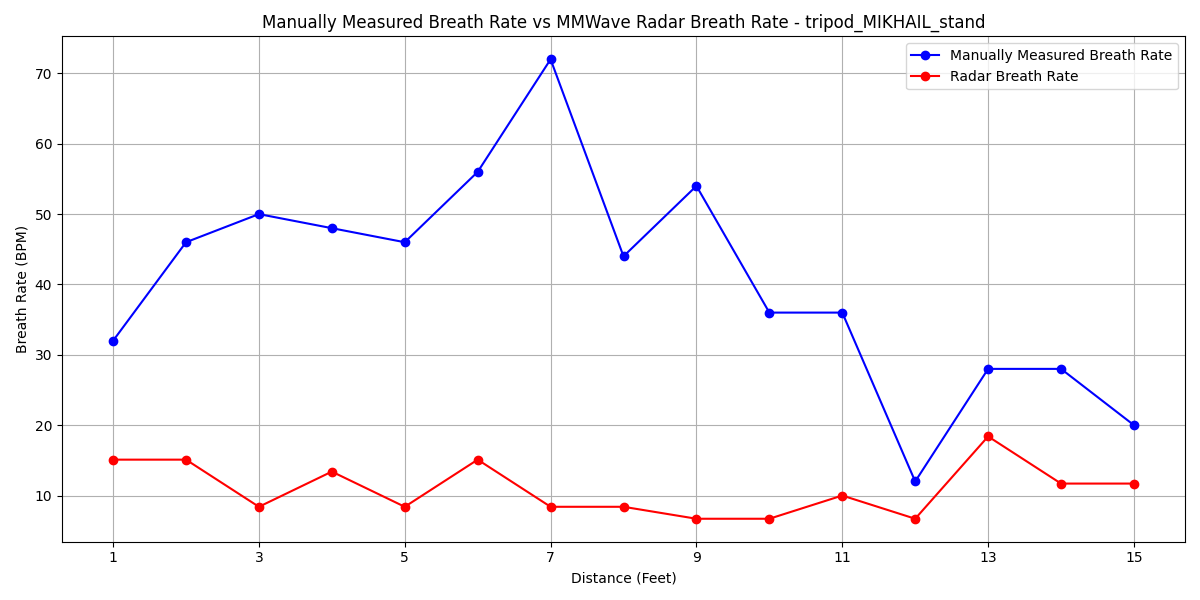 Manually Measured Breath Rate vs MMWave Radar Breath Rate - tripod_MIKHAIL_stand
Manually Measured Breath Rate
Radar Breath Rate
Breath Rate (BPM)
70
60
50
40
30
20
10
1 3 5 7 9 11 13 15
Distance (Feet)